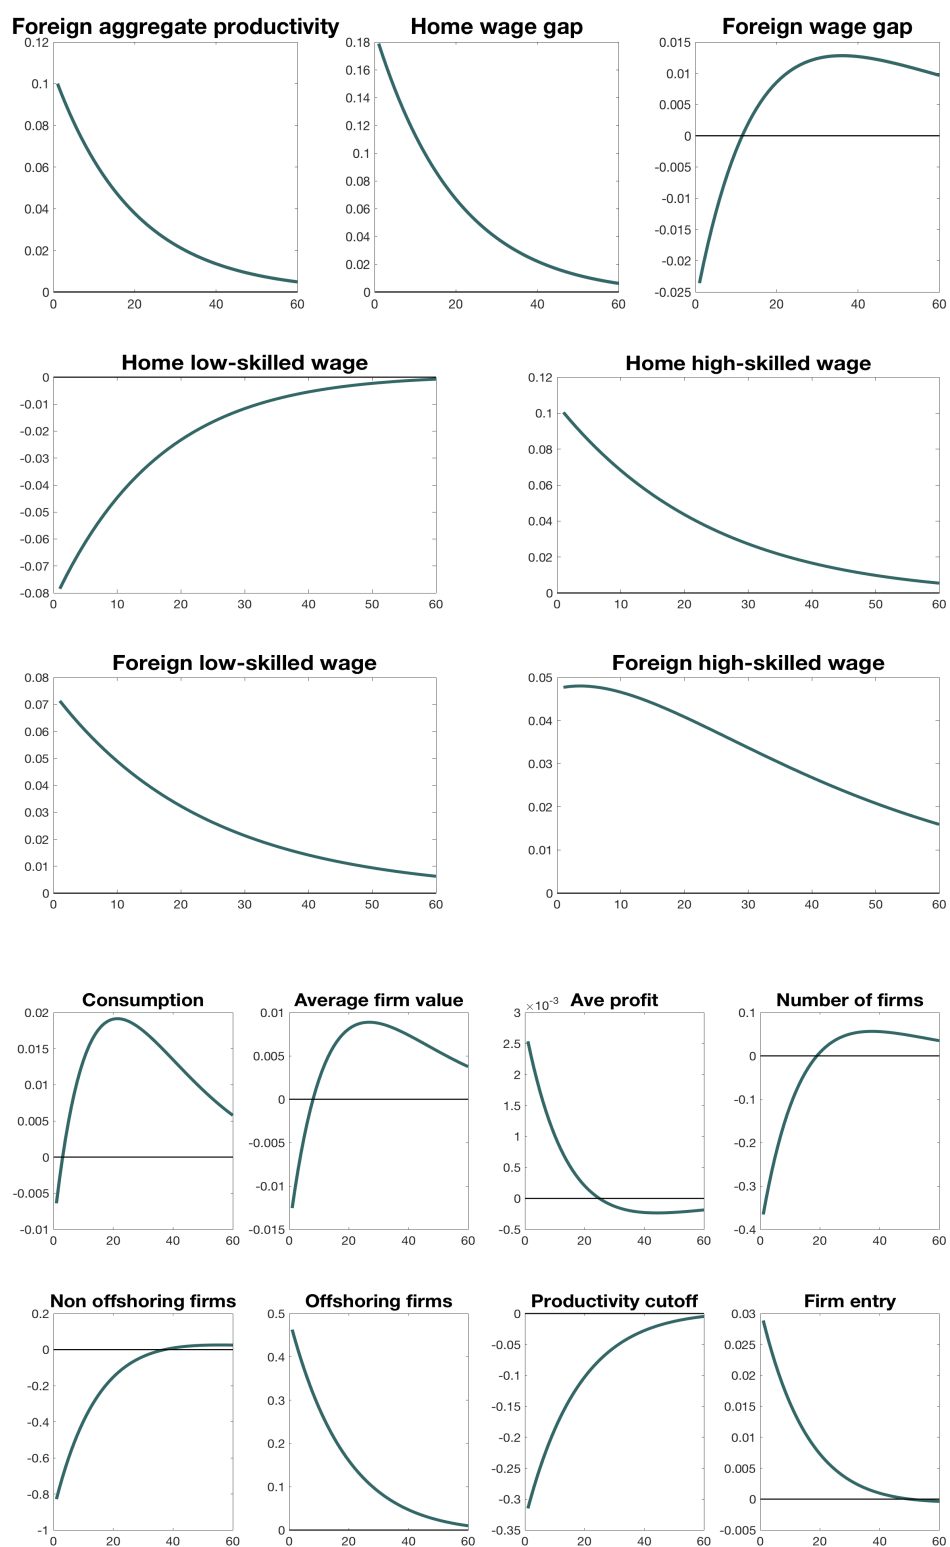 Foreign aggregate productivity Home wage gap Foreign wage gap
0.12 0.18 0.015
0.16
0.1 0.01
0.14
0.005
0.08 0.12
0
0.1
0.06 -0.005
0.08
-0.01
0.04 0.06
-0.015
0.04
0.02 -0.02
0.02
0 0 -0.025
0 20 40 60 0 20 40 60 0 20 40 60
Home low-skilled wage Home high-skilled wage
0 0.12
-0.01 0.1
-0.02
0.08
-0.03
-0.04 0.06
-0.05
0.04
-0.06
0.02
-0.07
-0.08 0
0 10 20 30 40 50 60 0 10 20 30 40 50 60
Foreign low-skilled wage Foreign high-skilled wage
0.08 0.05
0.07
0.04
0.06
0.05 0.03
0.04
0.03 0.02
0.02
0.01
0.01
0 0
0 10 20 30 40 50 60 0 10 20 30 40 50 60
Consumption Average firm value ×10⁻³ Ave profit Number of firms
0.02 0.01 3 0.1
2.5
0.015 0.005 0
2
0.01 0 1.5 -0.1
0.005 1
-0.005 -0.2
0 0.5
-0.01 0 -0.3
-0.005
-0.01 -0.015 -0.5 -0.4
0 20 40 60 0 20 40 60 0 20 40 60 0 20 40 60
Non offshoring firms Offshoring firms Productivity cutoff Firm entry
0.2 0.5 0 0.03
0 -0.05 0.025
0.4
-0.2 -0.1 0.02
0.3
-0.4 -0.15 0.015
0.2 -0.2 0.01
-0.6
-0.25 0.005
-0.8 0.1
-0.3 0
-1 0 -0.35 -0.005
0 20 40 60 0 20 40 60 0 20 40 60 0 20 40 60